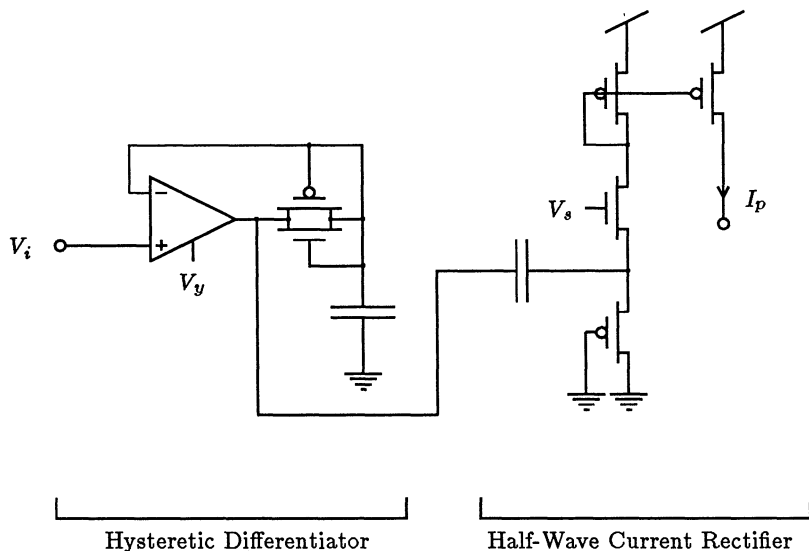 V_s
I_p
V_i
−
+
V_y
Hysteretic Differentiator
Half-Wave Current Rectifier